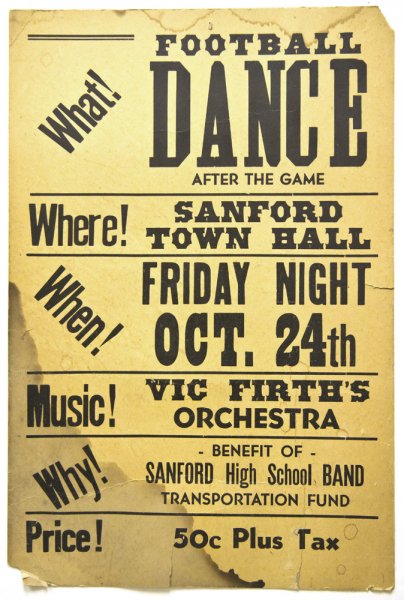 What!
FOOTBALL
DANCE
AFTER THE GAME
Where!
SANFORD
TOWN HALL
When!
FRIDAY NIGHT
OCT. 24th
Music!
VIC FIRTH'S
ORCHESTRA
Why!
- BENEFIT OF -
SANFORD High School BAND
TRANSPORTATION FUND
Price!
50c Plus Tax